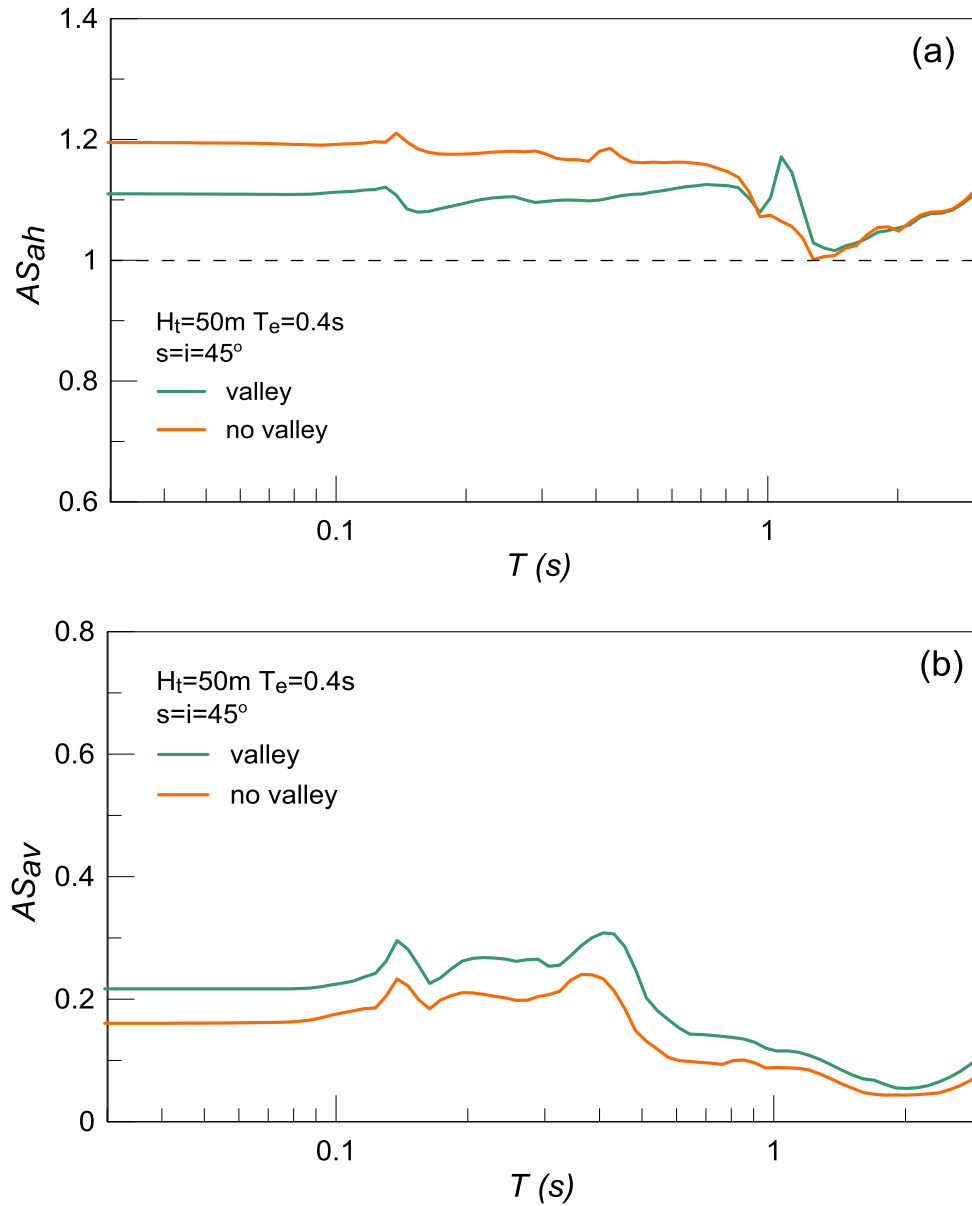 1.4
(a)
1.2
1
0.8
0.6
ASah
Ht=50m Te=0.4s
s=i=45°
valley
no valley
0.1
1
T (s)
0.8
(b)
0.6
0.4
0.2
0
ASav
Ht=50m Te=0.4s
s=i=45°
valley
no valley
0.1
1
T (s)